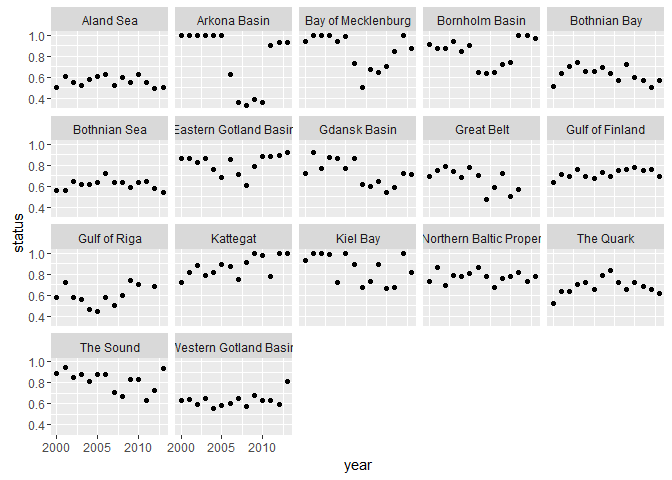 Aland Sea
Arkona Basin
Bay of Mecklenburg
Bornholm Basin
Bothnian Bay
1.0
0.8
0.6
0.4
Bothnian Sea
Eastern Gotland Basin
Gdansk Basin
Great Belt
Gulf of Finland
1.0
0.8
0.6
0.4
Gulf of Riga
Kattegat
Kiel Bay
Northern Baltic Proper
The Quark
1.0
0.8
0.6
0.4
The Sound
Western Gotland Basin
1.0
0.8
0.6
0.4
2000 2005 2010
2000 2005 2010
status
year